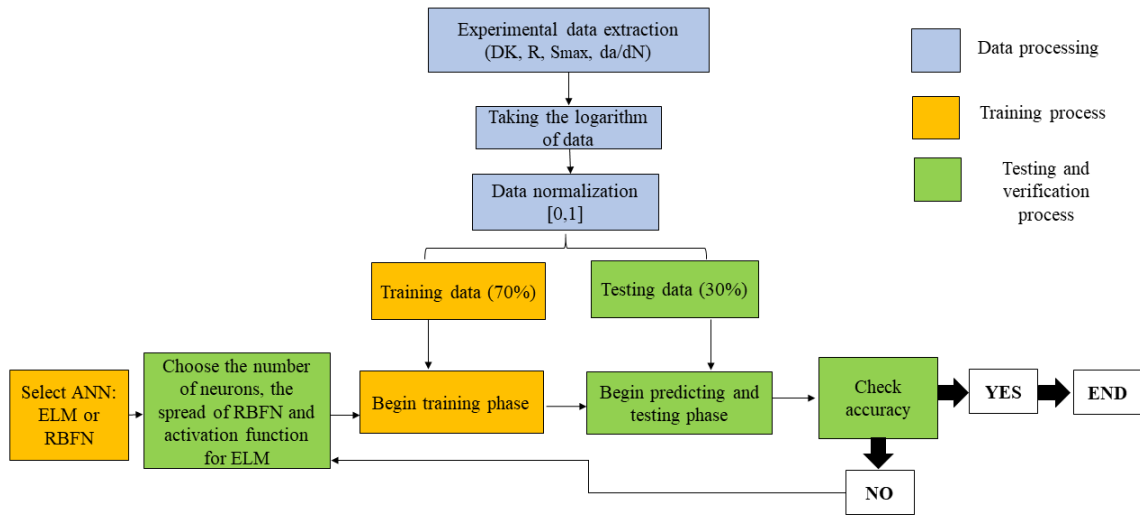 Experimental data extraction
(DK, R, Smax, da/dN)
Data processing
Taking the logarithm
of data
Training process
Data normalization
[0,1]
Testing and
verification
process
Training data (70%)
Testing data (30%)
Select ANN:
ELM or
RBFN
Choose the number
of neurons, the
spread of RBFN and
activation function
for ELM
Begin training phase
Begin predicting and
testing phase
Check
accuracy
YES
END
NO